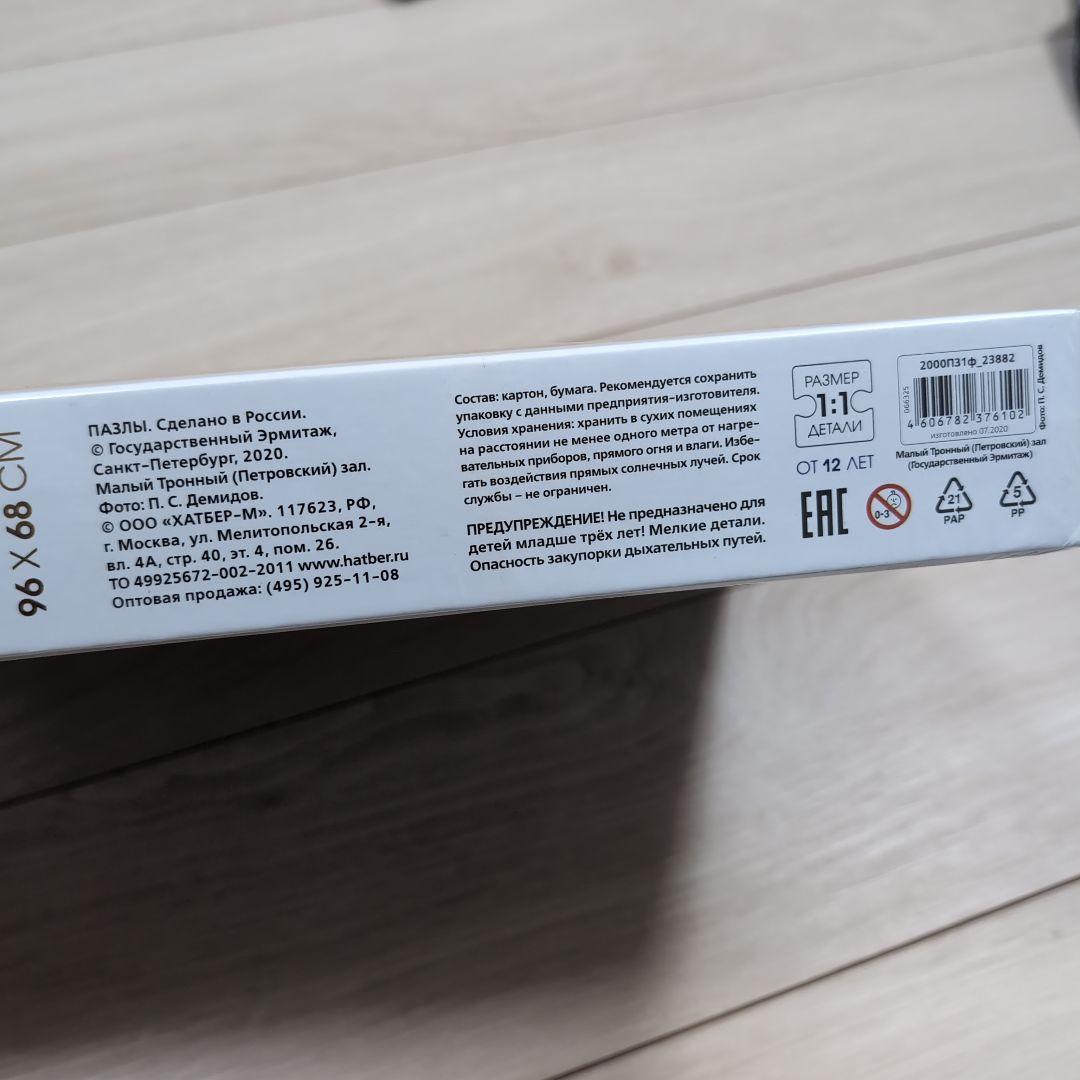 96 X 68 СМ
ПАЗЛЫ. Сделано в России.
© Государственный Эрмитаж,
Санкт-Петербург, 2020.
Малый Тронный (Петровский) зал.
Фото: П. С. Демидов.
© ООО «ХАТБЕР-М». 117623, РФ,
г. Москва, ул. Мелитопольская 2-я,
вл. 4А, стр. 40, эт. 4, пом. 26.
ТО 49925672-002-2011 www.hatber.ru
Оптовая продажа: (495) 925-11-08
Состав: картон, бумага. Рекомендуется сохранить
упаковку с данными предприятия-изготовителя.
Условия хранения: хранить в сухих помещениях
на расстоянии не менее одного метра от нагре-
вательных приборов, прямого огня и влаги. Избе-
гать воздействия прямых солнечных лучей. Срок
службы – не ограничен.
ПРЕДУПРЕЖДЕНИЕ! Не предназначено для
детей младше трёх лет! Мелкие детали.
Опасность закупорки дыхательных путей.
РАЗМЕР
1:1
ДЕТАЛИ
ОТ 12 ЛЕТ
EAC
0-3
21
PAP
5
PP
2000П31ф_23882
066325
4 606782 376102
изготовлено 07.2020
Фото: П. С. Демидов
Малый Тронный (Петровский) зал
(Государственный Эрмитаж)